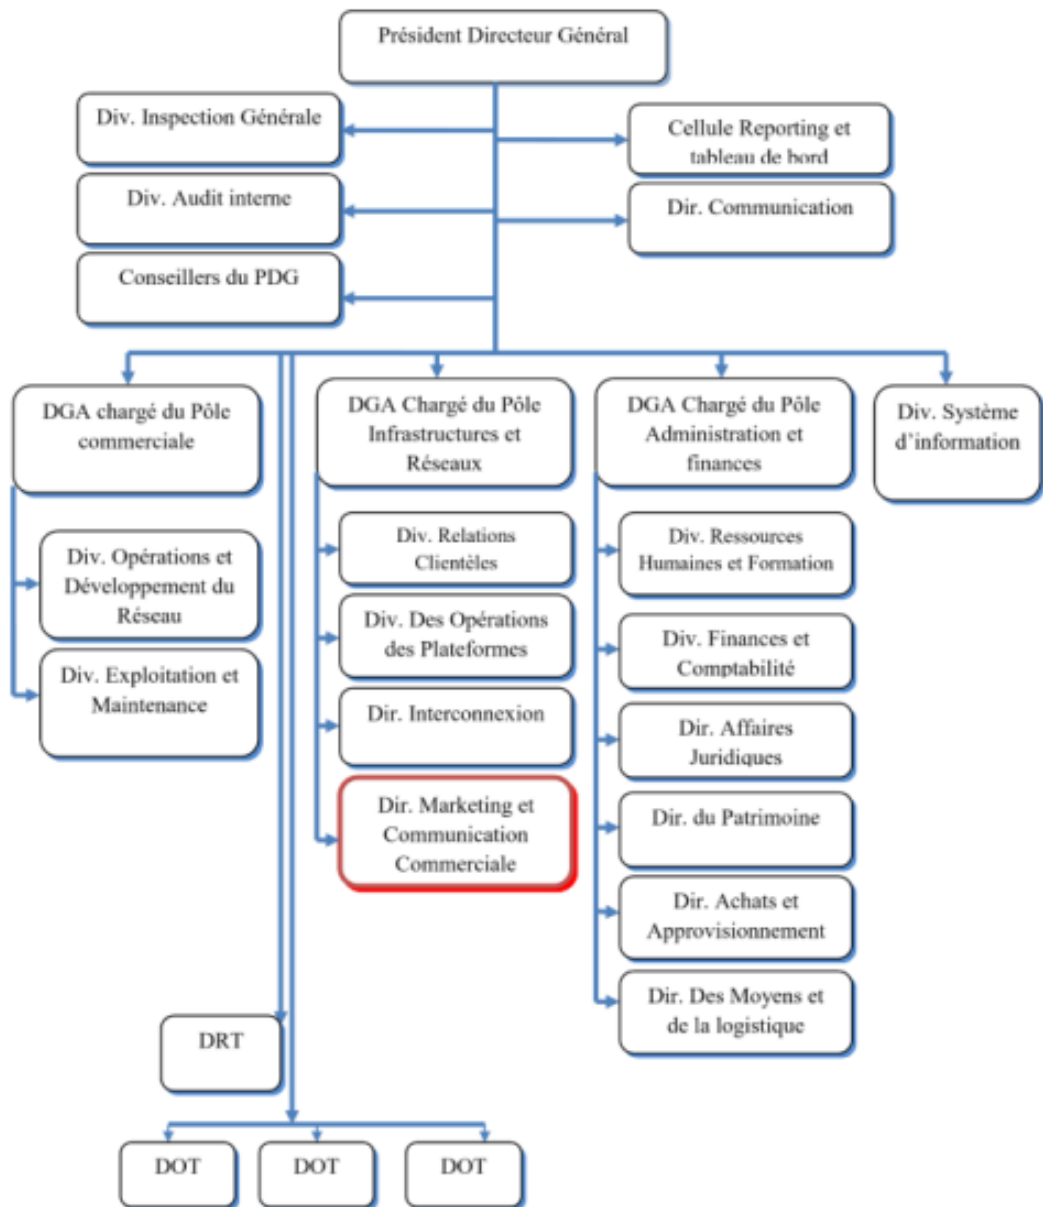 Président Directeur Général
Div. Inspection Générale
Cellule Reporting et
tableau de bord
Div. Audit interne
Dir. Communication
Conseillers du PDG
DGA chargé du Pôle
commerciale
DGA Chargé du Pôle
Infrastructures et
Réseaux
DGA Chargé du Pôle
Administration et
finances
Div. Système
d’information
Div. Opérations et
Développement du
Réseau
Div. Exploitation et
Maintenance
Div. Relations
Clientèles
Div. Des Opérations
des Plateformes
Dir. Interconnexion
Dir. Marketing et
Communication
Commerciale
Div. Ressources
Humaines et Formation
Div. Finances et
Comptabilité
Dir. Affaires
Juridiques
Dir. du Patrimoine
Dir. Achats et
Approvisionnement
Dir. Des Moyens et
de la logistique
DRT
DOT
DOT
DOT